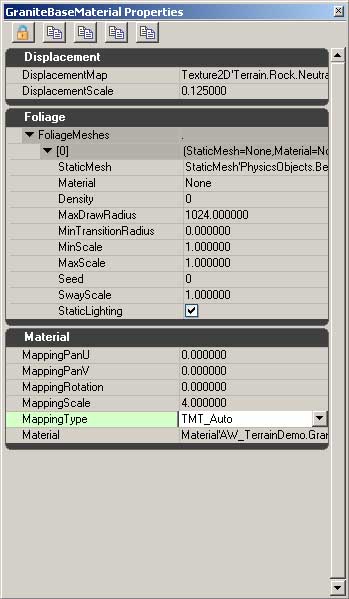 GraniteBaseMaterial Properties
Displacement
DisplacementMap Texture2D'Terrain.Rock.Neutra
DisplacementScale 0.125000
Foliage
FoliageMeshes .
[0] (StaticMesh=None,Material=No
StaticMesh StaticMesh'PhysicsObjects.Be
Material None
Density 0
MaxDrawRadius 1024.000000
MinTransitionRadius 0.000000
MinScale 1.000000
MaxScale 1.000000
Seed 0
SwayScale 1.000000
StaticLighting
Material
MappingPanU 0.000000
MappingPanV 0.000000
MappingRotation 0.000000
MappingScale 4.000000
MappingType TMT_Auto
Material Material'AW_TerrainDemo.Gran